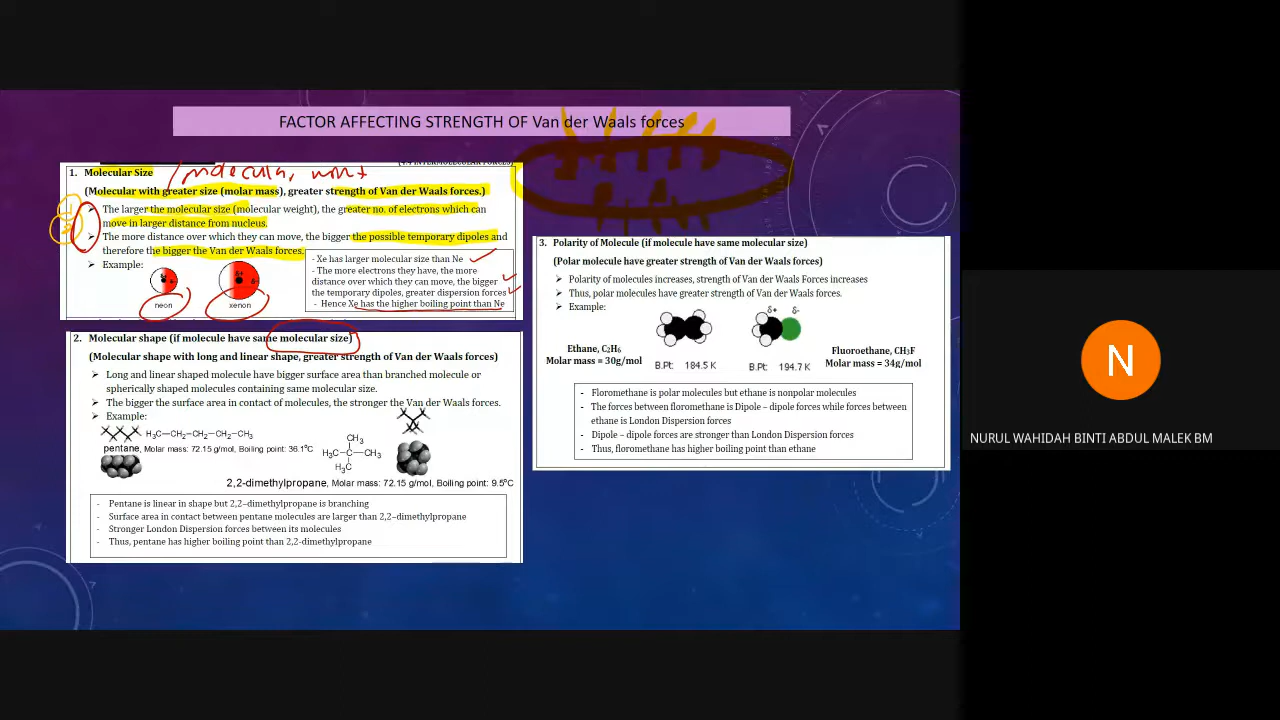 FACTOR AFFECTING STRENGTH OF Van der Waals forces
1. Molecular Size
(Molecular with greater size (molar mass), greater strength of Van der Waals forces.)
➢ The larger the molecular size (molecular weight), the greater no. of electrons which can
move in larger distance from nucleus.
➢ The more distance over which they can move, the bigger the possible temporary dipoles and
therefore the bigger the Van der Waals forces.
➢ Example:
δ+ δ-
neon
δ+ δ-
xenon
- Xe has larger molecular size than Ne
- The more electrons they have, the more
distance over which they can move, the bigger
the temporary dipoles, greater dispersion forces
- Hence Xe has the higher boiling point than Ne
2. Molecular shape (if molecule have same molecular size)
(Molecular shape with long and linear shape, greater strength of Van der Waals forces)
➢ Long and linear shaped molecule have bigger surface area than branched molecule or
spherically shaped molecules containing same molecular size.
➢ The bigger the surface area in contact of molecules, the stronger the Van der Waals forces.
➢ Example:
H₃C—CH₂—CH₂—CH₂—CH₃
pentane, Molar mass: 72.15 g/mol, Boiling point: 36.1°C
CH₃
H₃C—C—CH₃
H₃C
2,2-dimethylpropane, Molar mass: 72.15 g/mol, Boiling point: 9.5°C
- Pentane is linear in shape but 2,2–dimethylpropane is branching
- Surface area in contact between pentane molecules are larger than 2,2–dimethylpropane
- Stronger London Dispersion forces between its molecules
- Thus, pentane has higher boiling point than 2,2-dimethylpropane
3. Polarity of Molecule (if molecule have same molecular size)
(Polar molecule have greater strength of Van der Waals forces)
➢ Polarity of molecules increases, strength of Van der Waals Forces increases
➢ Thus, polar molecules have greater strength of Van der Waals forces.
➢ Example:
δ+ δ-
Ethane, C₂H₆
Molar mass = 30g/mol
B.Pt: 184.5 K
B.Pt: 194.7 K
Fluoroethane, CH₃F
Molar mass = 34g/mol
- Floromethane is polar molecules but ethane is nonpolar molecules
- The forces between floromethane is Dipole – dipole forces while forces between
ethane is London Dispersion forces
- Dipole – dipole forces are stronger than London Dispersion forces
- Thus, floromethane has higher boiling point than ethane
N
NURUL WAHIDAH BINTI ABDUL MALEK BM